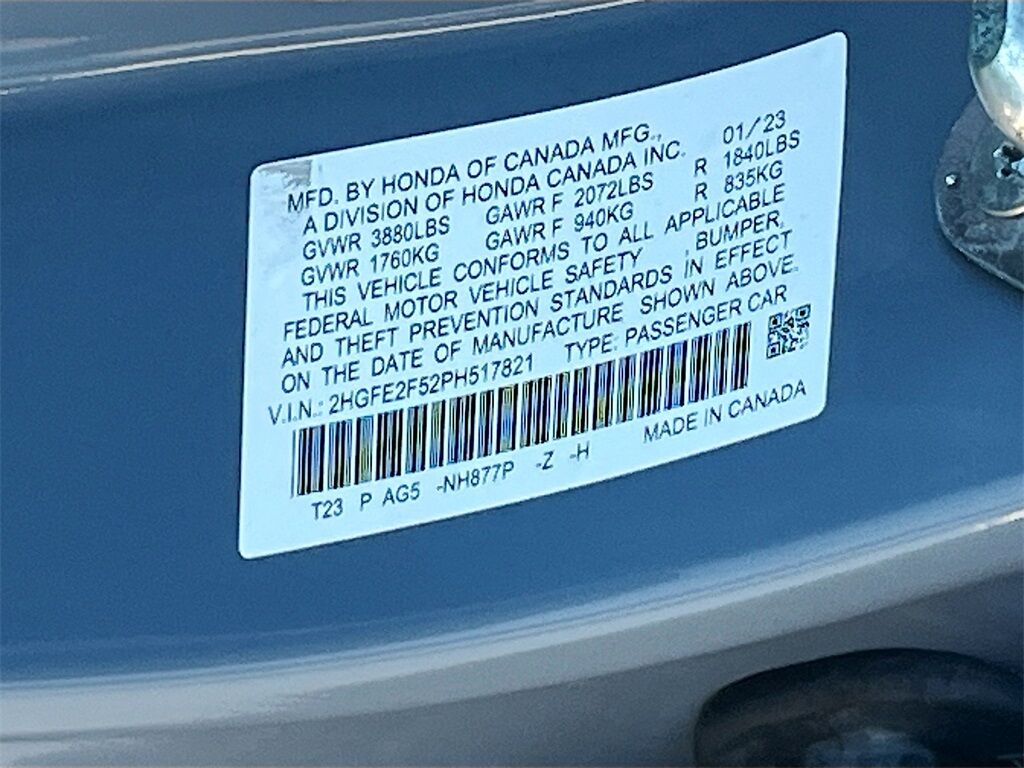 MFD. BY HONDA OF CANADA MFG., 01/23
A DIVISION OF HONDA CANADA INC.
GVWR 3880LBS GAWR F 2072LBS R 1840LBS
GVWR 1760KG GAWR F 940KG R 835KG
THIS VEHICLE CONFORMS TO ALL APPLICABLE
FEDERAL MOTOR VEHICLE SAFETY , BUMPER,
AND THEFT PREVENTION STANDARDS IN EFFECT
ON THE DATE OF MANUFACTURE SHOWN ABOVE.
V.I.N.: 2HGFE2F52PH517821 TYPE: PASSENGER CAR
T23 P AG5 -NH877P -Z -H MADE IN CANADA